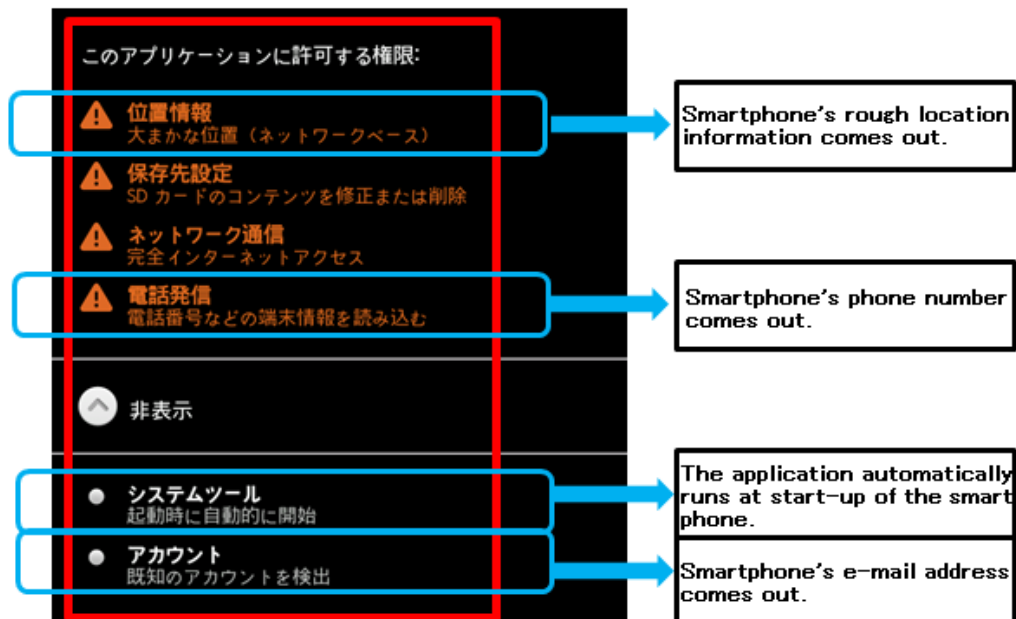 このアプリケーションに許可する権限:
位置情報
大まかな位置（ネットワークベース）
Smartphone's rough location
information comes out.
保存先設定
SD カードのコンテンツを修正または削除
ネットワーク通信
完全インターネットアクセス
電話発信
電話番号などの端末情報を読み込む
Smartphone's phone number
comes out.
非表示
システムツール
起動時に自動的に開始
The application automatically
runs at start-up of the smart
phone.
アカウント
既知のアカウントを検出
Smartphone's e-mail address
comes out.